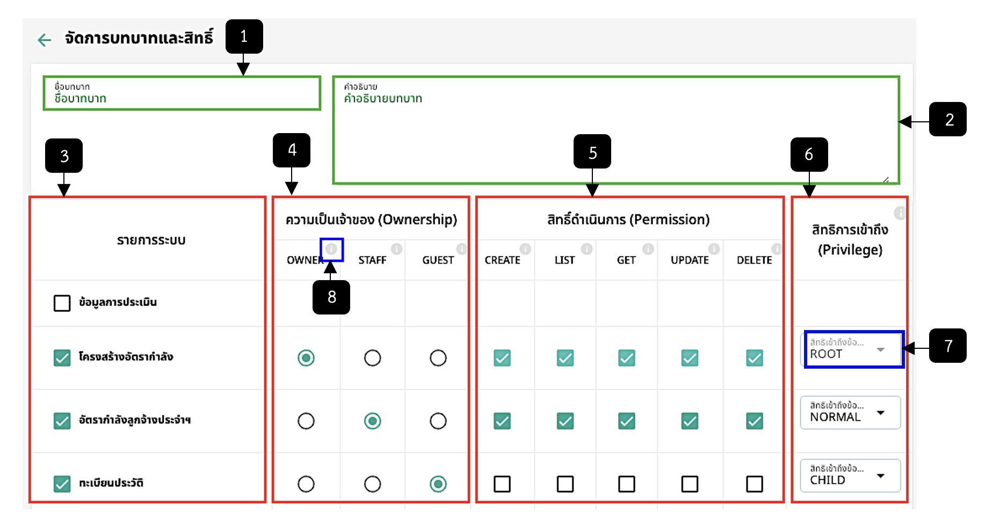 จัดการบทบาทและสิทธิ์
1
ชื่อบทบาท
ชื่อบาทบาท
คำอธิบาย
คำอธิบายบทบาท
2
3
4
5
6
รายการระบบ
ความเป็นเจ้าของ (Ownership)
สิทธิ์ดำเนินการ (Permission)
สิทธิการเข้าถึง
(Privilege)
OWNER
STAFF
GUEST
CREATE
LIST
GET
UPDATE
DELETE
8
ข้อมูลการประเมิน
โครงสร้างอัตรากำลัง
สิทธิเข้าถึงข้อ...
ROOT
7
อัตรากำลังลูกจ้างประจำฯ
สิทธิเข้าถึงข้อ...
NORMAL
ทะเบียนประวัติ
สิทธิเข้าถึงข้อ...
CHILD